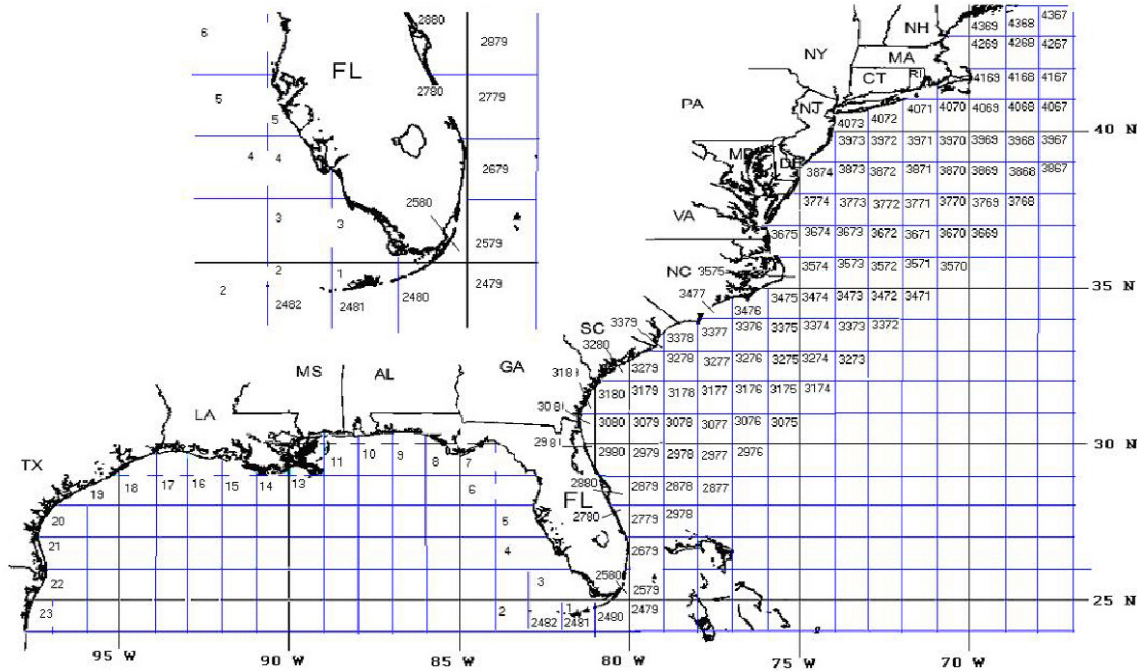 2880
4369 4368 4367
6 NH
2879 NY 4269 4268 4267
FL MA
CT RI 4169 4168 4167
5 2780 2779 PA NJ
5 4071 4070 4069 4068 4067
4073 4072 40 N
4 4 MD 3973 3972 3971 3970 3969 3968 3967
2679 DE
3874 3873 3872 3871 3870 3869 3868 3867
2580 3774 3773 3772 3771 3770 3769 3768
3 3 VA
2579 3675 3674 3673 3672 3671 3670 3669
2 1 NC 3575 3574 3573 3572 3571 3570
2 2482 2481 2480 2479 3477 35 N
3475 3474 3473 3472 3471
3476
SC 3379 3378 3377 3376 3375 3374 3373 3372
3280
MS AL GA 3279 3278 3277 3276 3275 3274 3273
318
3180 3179 3178 3177 3176 3175 3174
LA 308
3080 3079 3078 3077 3076 3075
298 30 N
TX 11 10 9 8 7 2980 2979 2978 2977 2976
19 18 17 16 15 14 13 6 2880 2879 2878 2877
FL
20 5 2780 2779 2978
21 4 2679
22 3 2580 2579
23 2 1 2480 2479 25 N
2482 2481
95 W 90 W 85 W 80 W 75 W 70 W